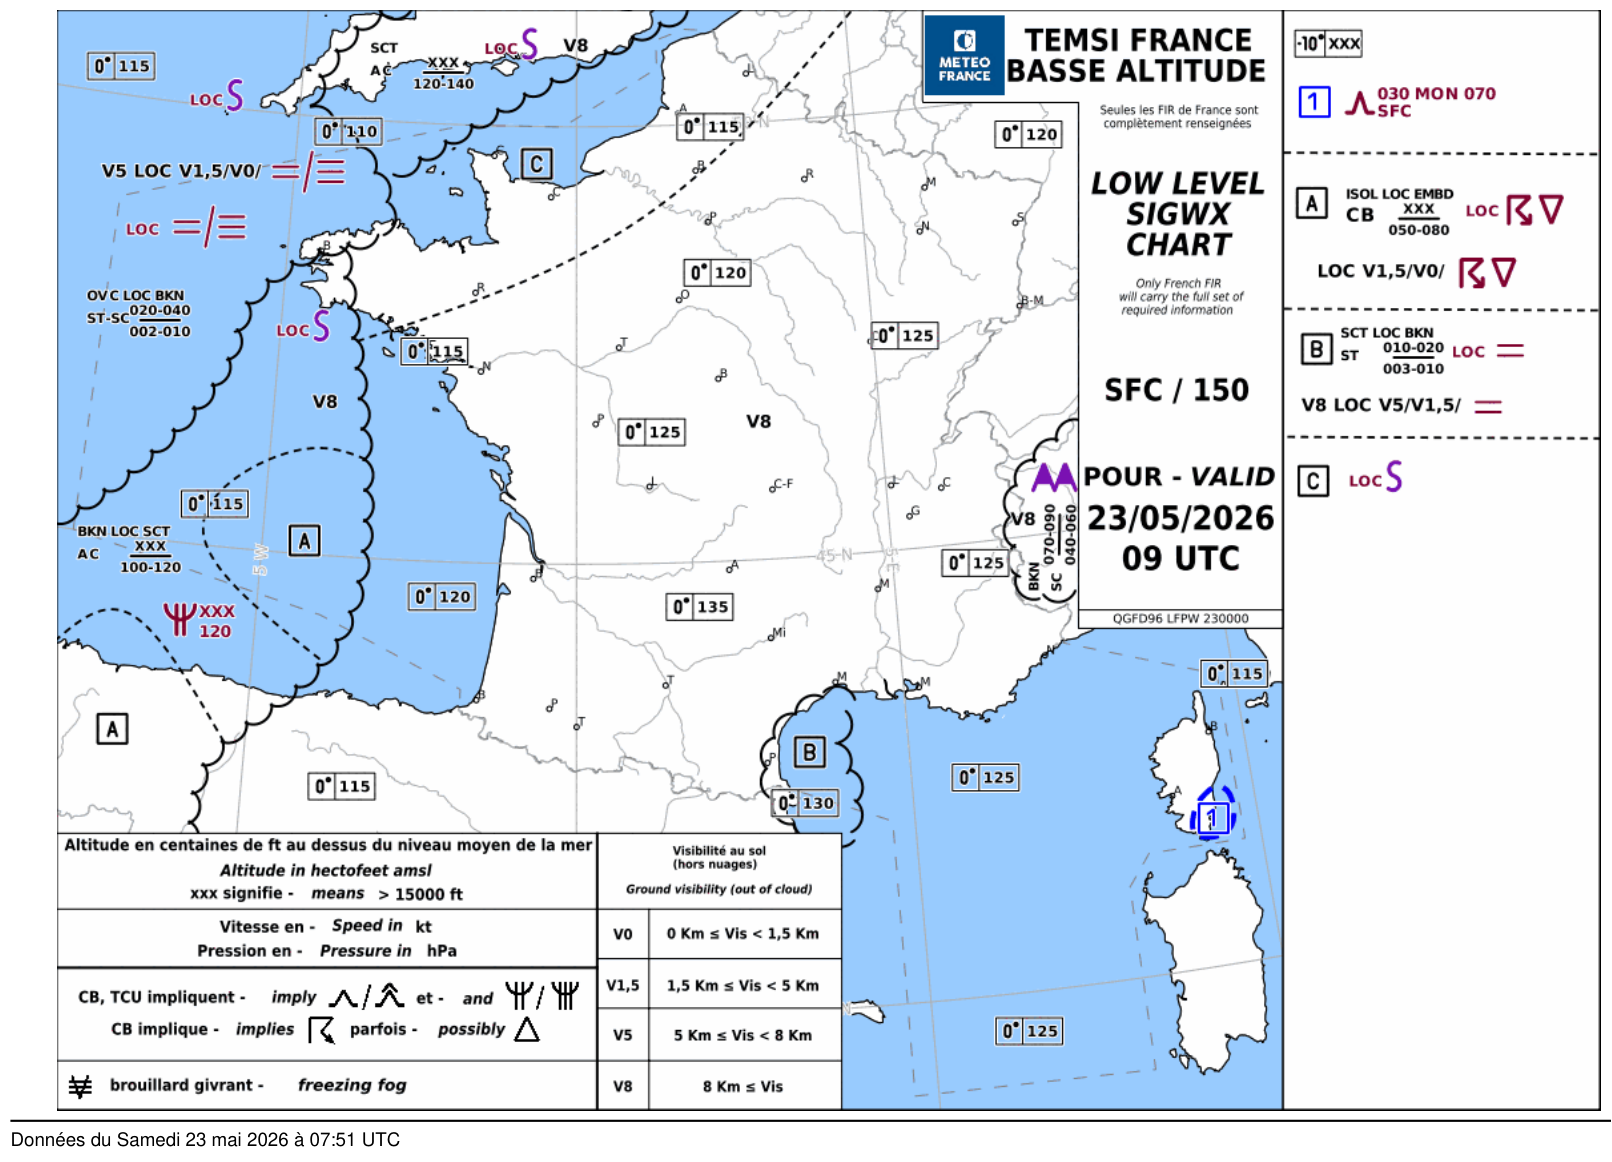 METEO
FRANCE
TEMSI FRANCE
BASSE ALTITUDE
Seules les FIR de France sont
complètement renseignées
LOW LEVEL
SIGWX
CHART
Only French FIR
will carry the full set of
required information
SFC / 150
POUR - VALID
23/05/2026
09 UTC
QGFD96 LFPW 230000
-10° xxx
1
030 MON 070
SFC
A
ISOL LOC EMBD
CB XXX
050-080
LOC
LOC V1,5/V0/
B
SCT LOC BKN
ST 010-020
003-010
LOC
V8 LOC V5/V1,5/
C
LOC
0° 115
SCT
AC XXX
120-140
LOC
V8
LOC
0° 110
0° 115
0° 120
N
L
A
C
C
C
R
R
M
P
S
N
V5 LOC V1,5/V0/
LOC
B
0° 120
O
R
B-M
OVC LOC BKN
ST-SC 020-040
002-010
LOC
0° 125
0° 115
T
N
B
V8
P
0° 125
V8
L
C-F
L
C
G
0° 115
A
BKN LOC SCT
AC XXX
100-120
5 W
45 N
V8
BKN
SC 070-090
040-060
0° 125
XXX
120
0° 120
B
A
M
0° 135
Mi
N
T
M
M
B
P
T
0° 115
A
B
P
0° 130
0° 125
0° 115
B
A
1
A
0° 125
Altitude en centaines de ft au dessus du niveau moyen de la mer
Altitude in hectofeet amsl
xxx signifie - means > 15000 ft
Vitesse en - Speed in kt
Pression en - Pressure in hPa
CB, TCU impliquent - imply / et - and /
CB implique - implies parfois - possibly
brouillard givrant - freezing fog
Visibilité au sol
(hors nuages)
Ground visibility (out of cloud)
V0 0 Km ≤ Vis < 1,5 Km
V1,5 1,5 Km ≤ Vis < 5 Km
V5 5 Km ≤ Vis < 8 Km
V8 8 Km ≤ Vis
0° 115
Données du Samedi 23 mai 2026 à 07:51 UTC